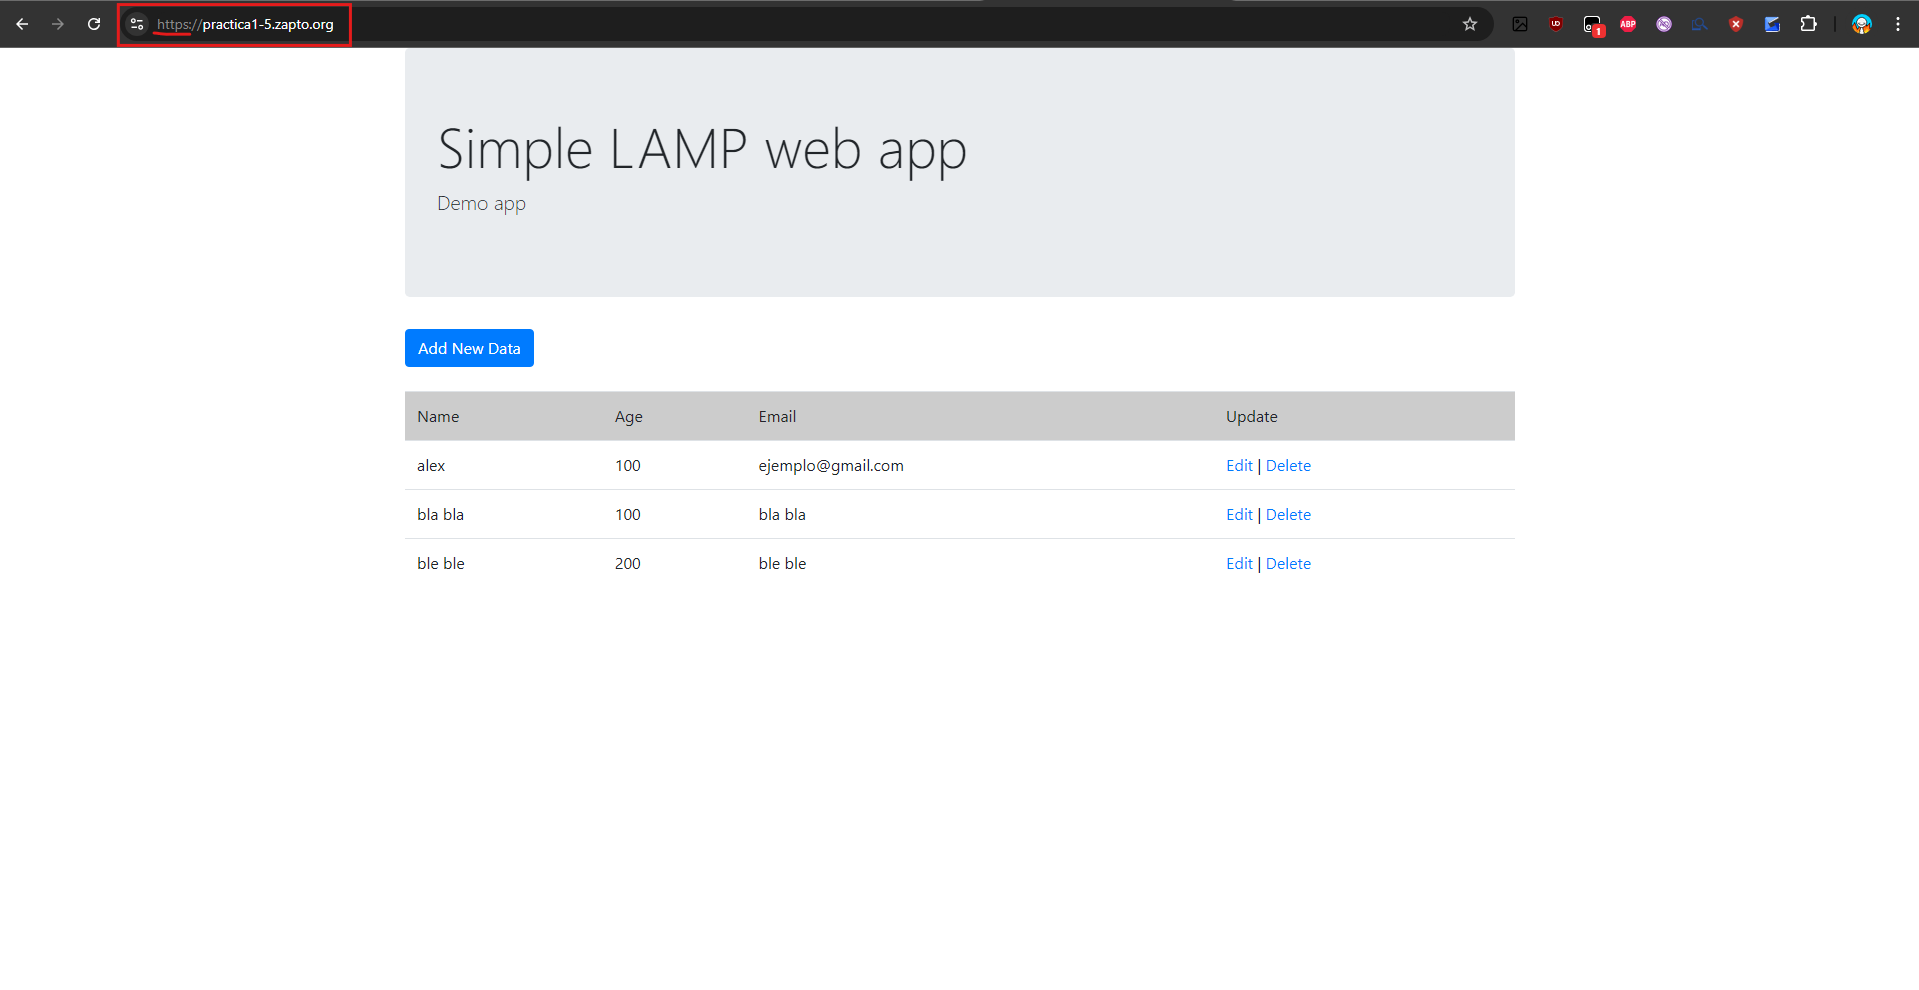 https://practica1-5.zapto.org
1
ABP
Simple LAMP web app
Demo app
Add New Data
Name Age Email Update
alex 100 ejemplo@gmail.com Edit | Delete
bla bla 100 bla bla Edit | Delete
ble ble 200 ble ble Edit | Delete